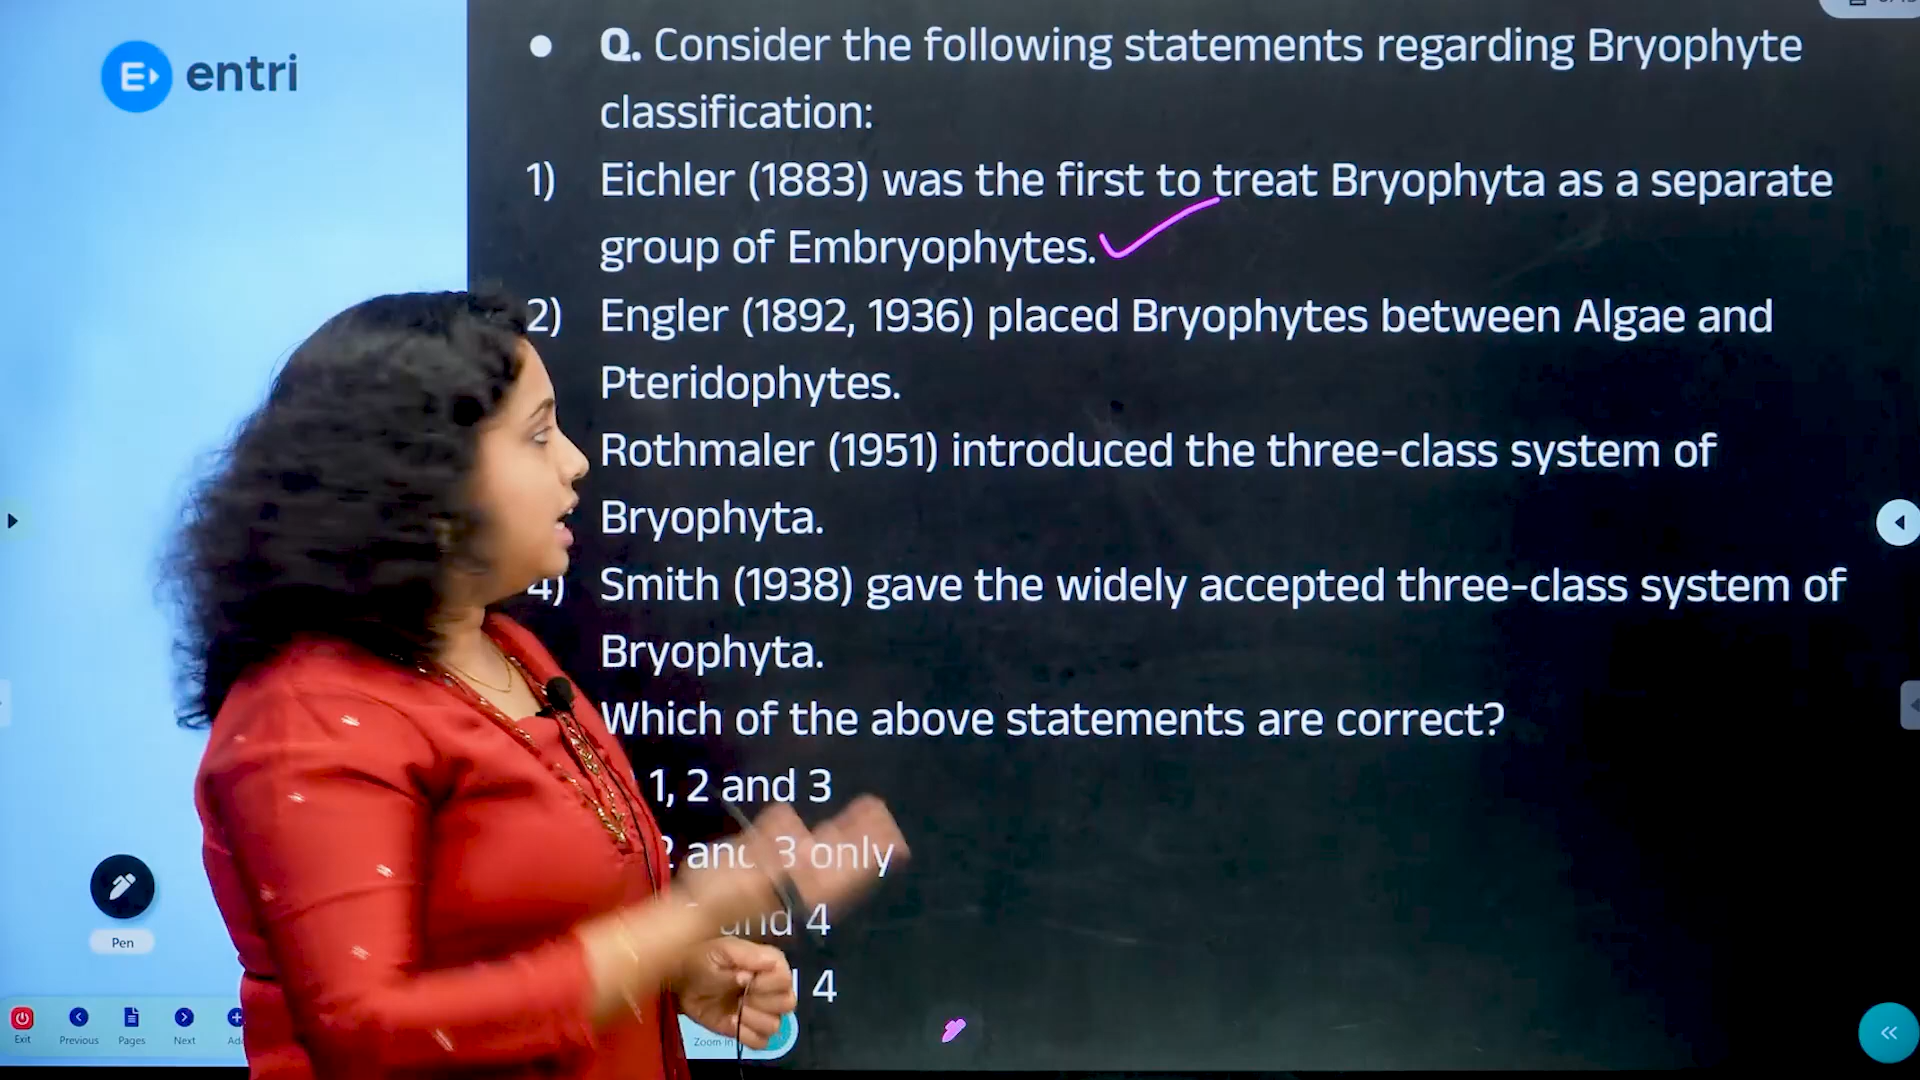 entri
Q. Consider the following statements regarding Bryophyte
classification:
1) Eichler (1883) was the first to treat Bryophyta as a separate
group of Embryophytes.
2) Engler (1892, 1936) placed Bryophytes between Algae and
Pteridophytes.
Rothmaler (1951) introduced the three-class system of
Bryophyta.
4) Smith (1938) gave the widely accepted three-class system of
Bryophyta.
Which of the above statements are correct?
1, 2 and 3
2 and 3 only
and 4
4
Pen
Exit Previous Pages Next Zoom In